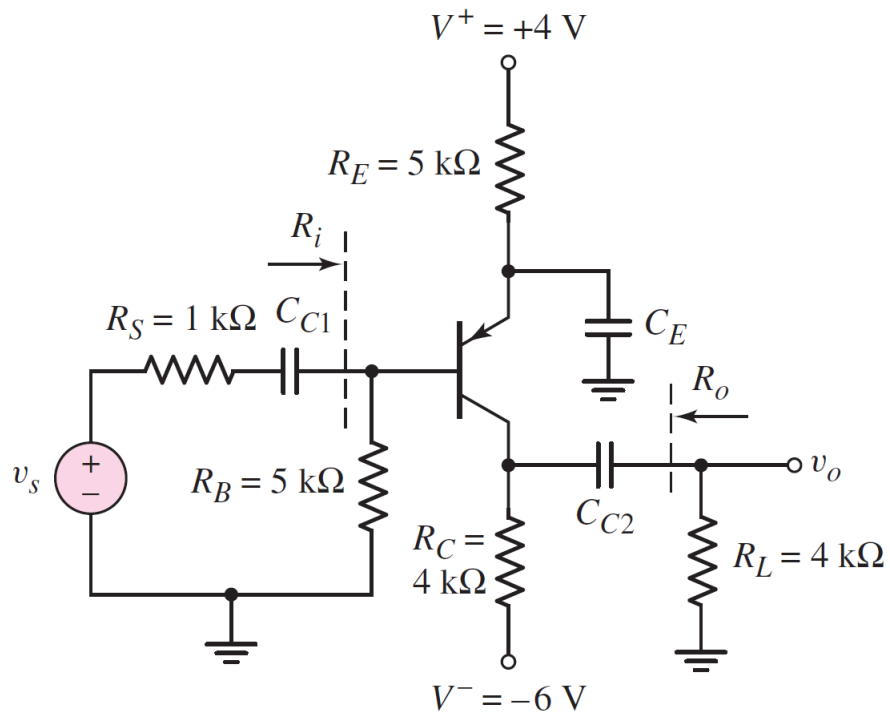 V⁺ = +4 V
R_E = 5 kΩ
R_i
R_S = 1 kΩ
C_C1
C_E
R_o
+
−
v_s
R_B = 5 kΩ
C_C2
v_o
R_C =
4 kΩ
R_L = 4 kΩ
V⁻ = −6 V